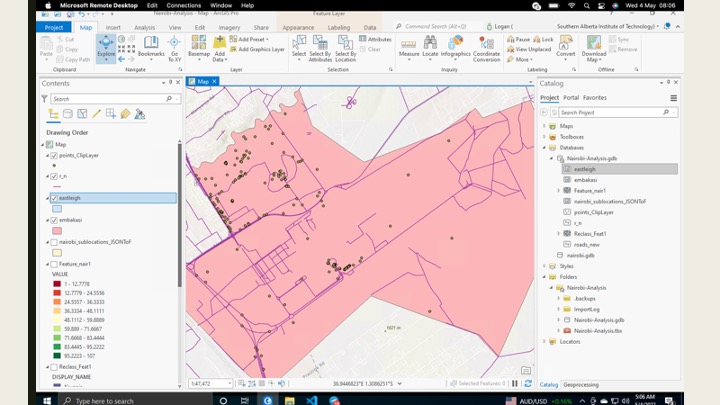 Microsoft Remote Desktop Edit Connections View Window Help
Wed 4 May 08:06
Nairobi-Analysis - Map - ArcGIS Pro
Feature Layer
Command Search (Alt+Q)
Logan (
Southern Alberta Institute of Technology)
Project Map Insert Analysis View Edit Imagery Share Appearance Labeling Data
Paste
Cut
Copy
Copy Path
Clipboard
Explore
Go To XY
Navigate
Basemap
Add Data
Add Preset
Add Graphics Layer
Layer
Select
Select By Attributes
Select By Location
Attributes
Clear
Selection
Measure
Locate
Infographics
Coordinate Conversion
Inquiry
Pause Lock
View Unplaced
More
Convert
Labeling
Download Map
Sync
Remove
Offline
Contents
Search
Drawing Order
Map
points_ClipLayer
r_n
eastleigh
embakasi
nairobi_sublocations_JSONToF
Feature_nair1
VALUE
1 - 12.7778
12.7779 - 24.5556
24.5557 - 36.3333
36.3334 - 48.1111
48.1112 - 59.8889
59.889 - 71.6667
71.6668 - 83.4444
83.4445 - 95.2222
95.2223 - 107
Reclass_Feat1
DISPLAY_NAME
Map
1621 m
1:47,472
36.9446823°E 1.3088251°S
Selected Features: 0
Catalog
Project Portal Favorites
Search Project
Maps
Toolboxes
Databases
Nairobi-Analysis.gdb
eastleigh
embakasi
Feature_nair1
nairobi_sublocations_JSONToF
points_ClipLayer
r_n
Reclass_Feat1
roads_new
nairobi.gdb
Styles
Folders
Nairobi-Analysis
.backups
ImportLog
Nairobi-Analysis.gdb
Nairobi-Analysis.tbx
Locators
Catalog Geoprocessing
Type here to search
AUD/USD +0.16%
5:06 AM